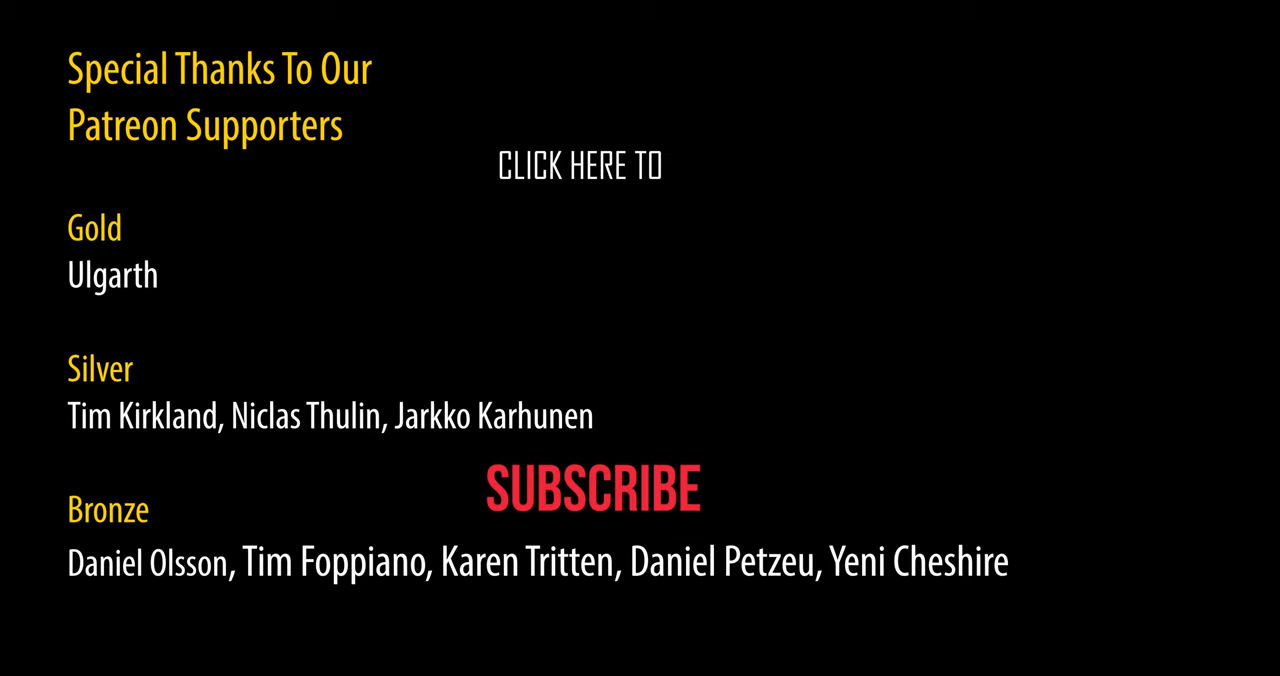 Special Thanks To Our
Patreon Supporters
CLICK HERE TO
Gold
Ulgarth
Silver
Tim Kirkland, Niclas Thulin, Jarkko Karhunen
SUBSCRIBE
Bronze
Daniel Olsson, Tim Foppiano, Karen Tritten, Daniel Petzeu, Yeni Cheshire